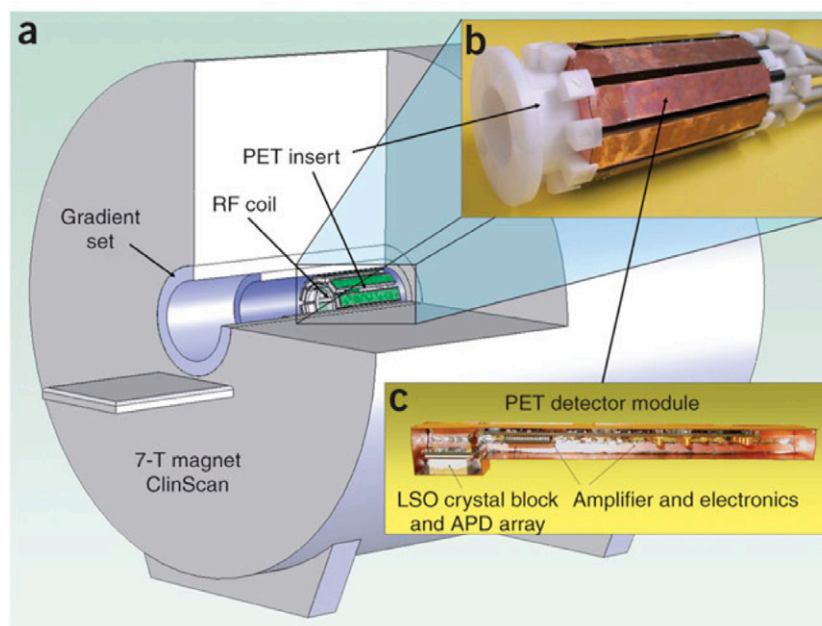 a
b
PET insert
RF coil
Gradient
set
c
PET detector module
7-T magnet
ClinScan
LSO crystal block
and APD array
Amplifier and electronics